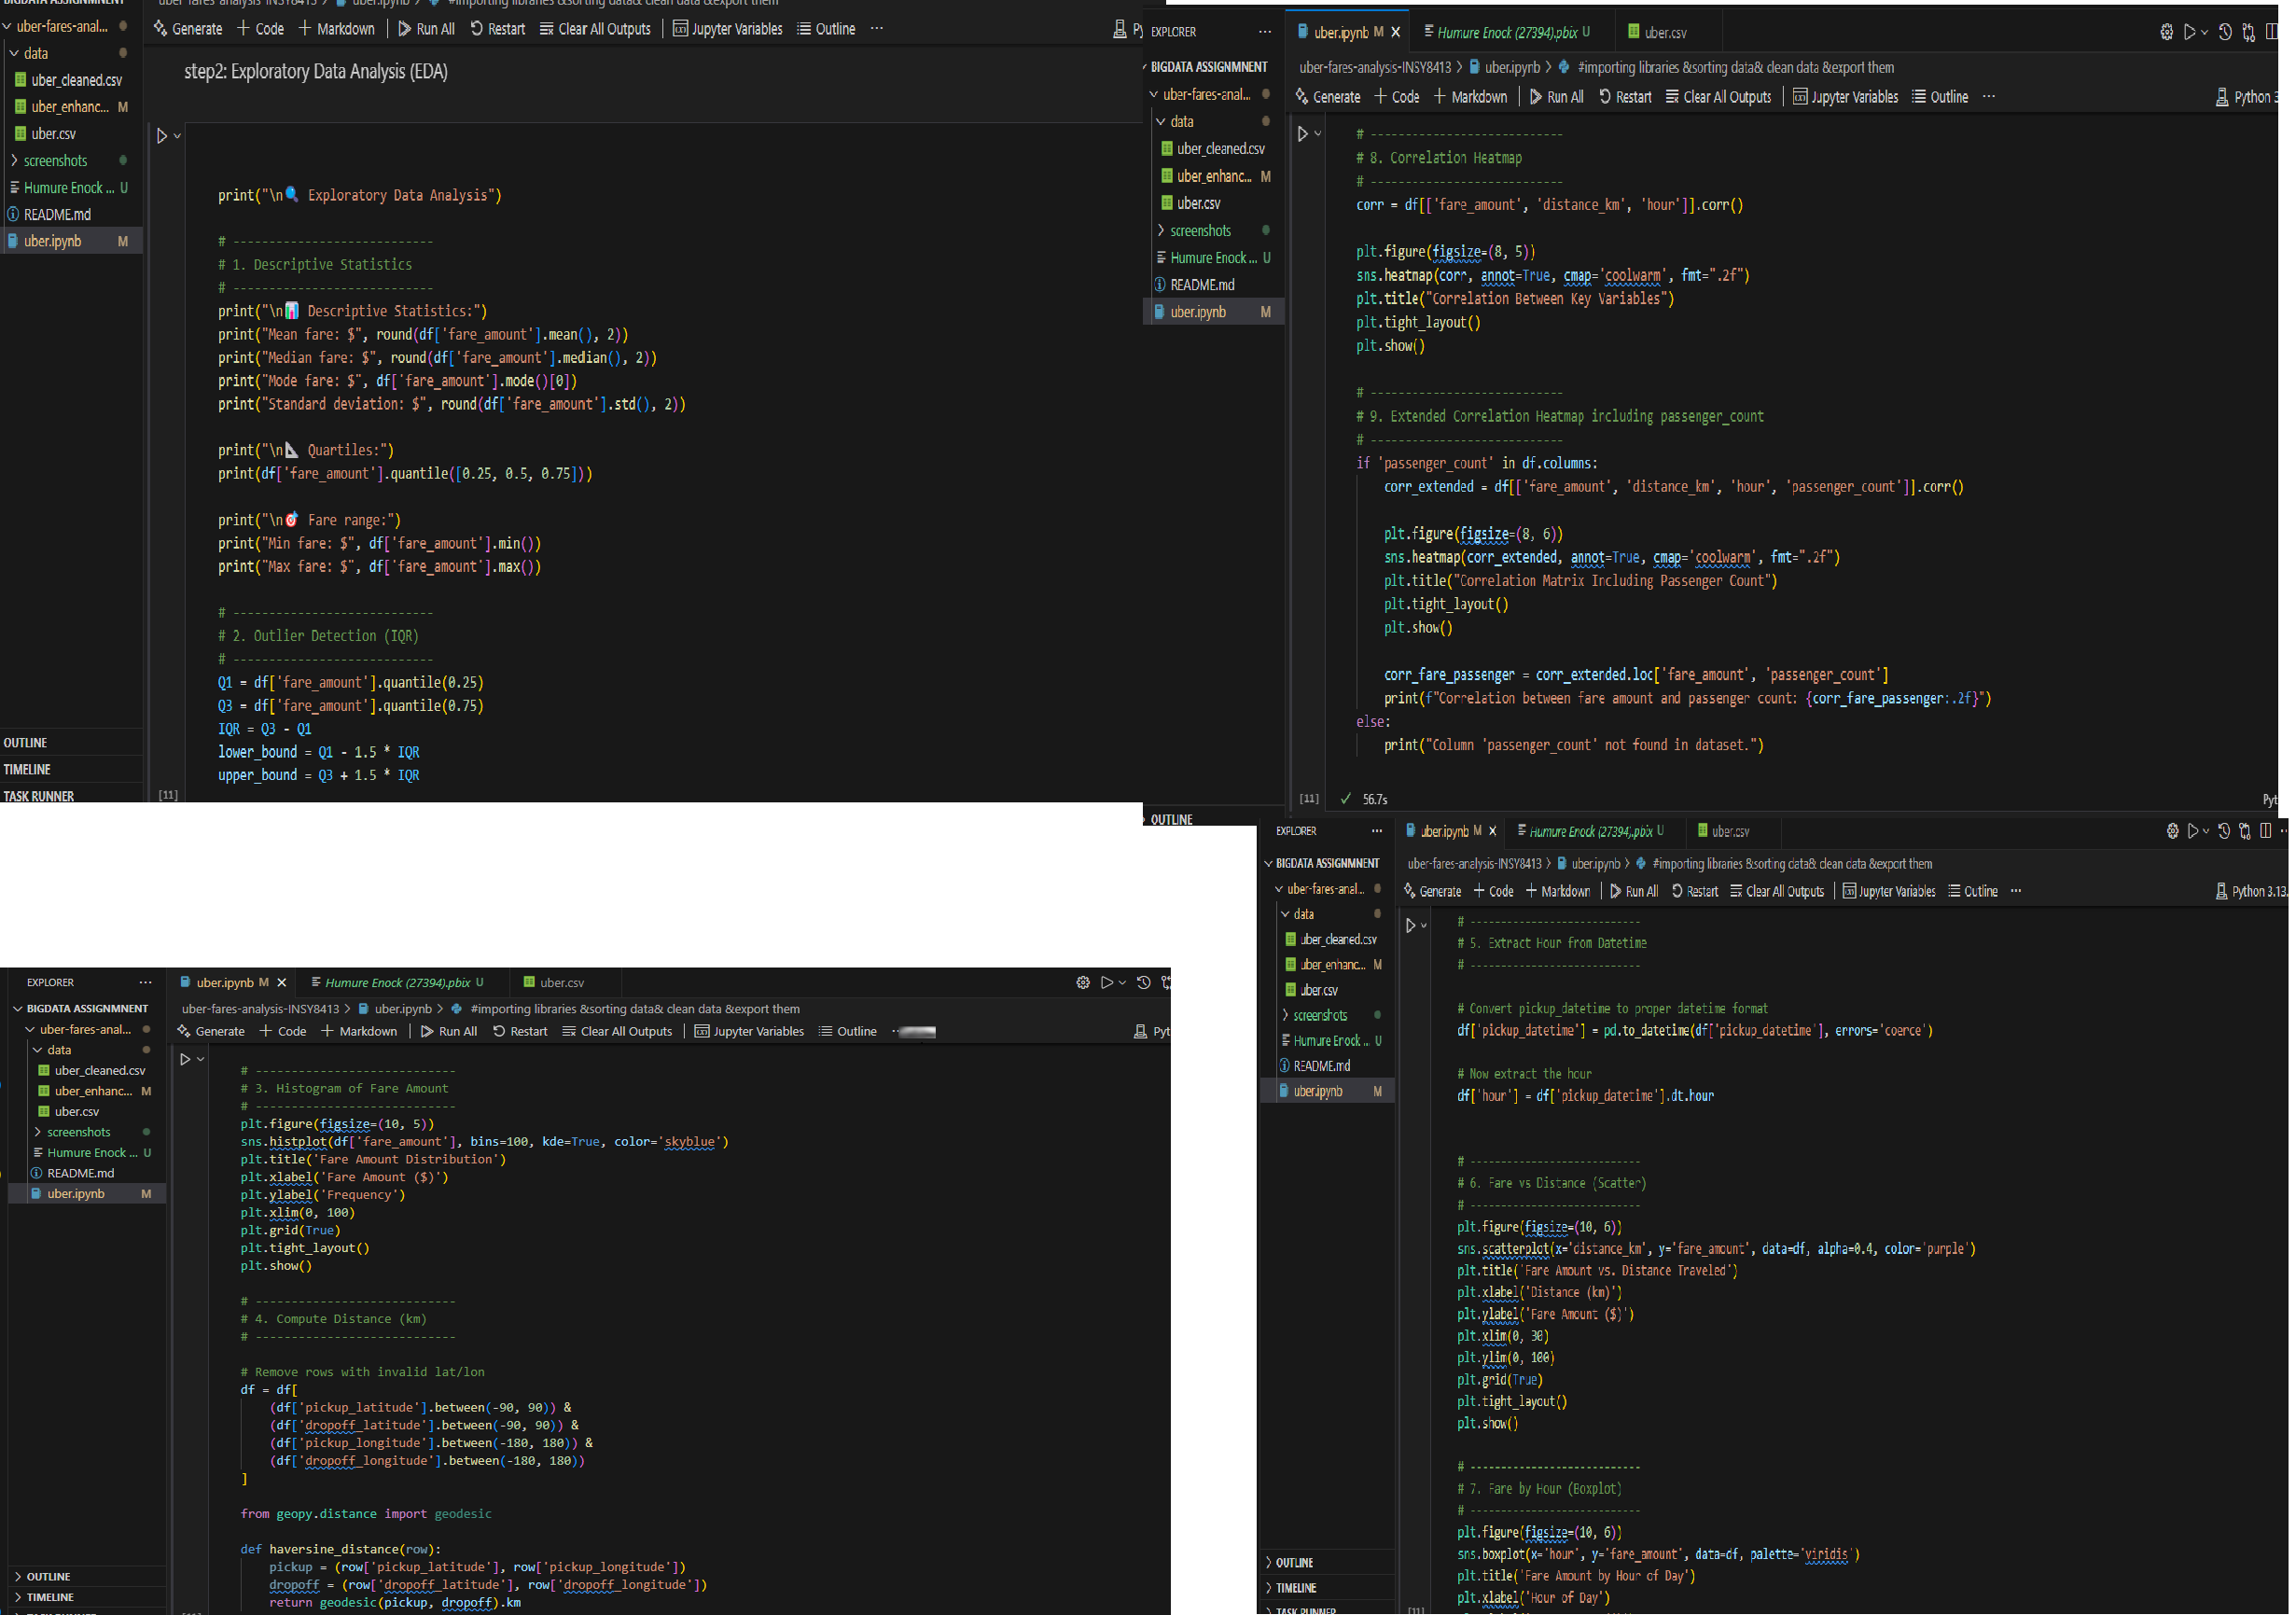 BIGDATA ASSIGNMNENT
uber-fares-anal...
data
uber_cleaned.csv
uber_enhanc... M
uber.csv
screenshots
Humure Enock ... U
README.md
uber.ipynb M
OUTLINE
TIMELINE
TASK RUNNER
uber-fares-analysis-INSY8413 > uber.ipynb > #importing libraries &sorting data& clean data &export them
Generate + Code + Markdown Run All Restart Clear All Outputs Jupyter Variables Outline ...
step2: Exploratory Data Analysis (EDA)
print("\n🔍 Exploratory Data Analysis")
# ----------------------------
# 1. Descriptive Statistics
# ----------------------------
print("\n📊 Descriptive Statistics:")
print("Mean fare: $", round(df['fare_amount'].mean(), 2))
print("Median fare: $", round(df['fare_amount'].median(), 2))
print("Mode fare: $", df['fare_amount'].mode()[0])
print("Standard deviation: $", round(df['fare_amount'].std(), 2))
print("\n📐 Quartiles:")
print(df['fare_amount'].quantile([0.25, 0.5, 0.75]))
print("\n🎯 Fare range:")
print("Min fare: $", df['fare_amount'].min())
print("Max fare: $", df['fare_amount'].max())
# ----------------------------
# 2. Outlier Detection (IQR)
# ----------------------------
Q1 = df['fare_amount'].quantile(0.25)
Q3 = df['fare_amount'].quantile(0.75)
IQR = Q3 - Q1
lower_bound = Q1 - 1.5 * IQR
upper_bound = Q3 + 1.5 * IQR
[11]
EXPLORER ...
BIGDATA ASSIGNMNENT
uber-fares-anal...
data
uber_cleaned.csv
uber_enhanc... M
uber.csv
screenshots
Humure Enock ... U
README.md
uber.ipynb M
OUTLINE
uber.ipynb M Humure Enock (27394).pbix U uber.csv
uber-fares-analysis-INSY8413 > uber.ipynb > #importing libraries &sorting data& clean data &export them
Generate + Code + Markdown Run All Restart Clear All Outputs Jupyter Variables Outline ... Python 3
# ---------------------------
# 8. Correlation Heatmap
# ---------------------------
corr = df[['fare_amount', 'distance_km', 'hour']].corr()
plt.figure(figsize=(8, 5))
sns.heatmap(corr, annot=True, cmap='coolwarm', fmt=".2f")
plt.title("Correlation Between Key Variables")
plt.tight_layout()
plt.show()
# ---------------------------
# 9. Extended Correlation Heatmap including passenger_count
# ---------------------------
if 'passenger_count' in df.columns:
corr_extended = df[['fare_amount', 'distance_km', 'hour', 'passenger_count']].corr()
plt.figure(figsize=(8, 6))
sns.heatmap(corr_extended, annot=True, cmap='coolwarm', fmt=".2f")
plt.title("Correlation Matrix Including Passenger Count")
plt.tight_layout()
plt.show()
corr_fare_passenger = corr_extended.loc['fare_amount', 'passenger_count']
print(f"Correlation between fare amount and passenger count: {corr_fare_passenger:.2f}")
else:
print("Column 'passenger_count' not found in dataset.")
[11] ✓ 56.7s
EXPLORER ...
BIGDATA ASSIGNMNENT
uber-fares-anal...
data
uber_cleaned.csv
uber_enhanc... M
uber.csv
screenshots
Humure Enock ... U
README.md
uber.ipynb M
OUTLINE
TIMELINE
uber.ipynb M Humure Enock (27394).pbix U uber.csv
uber-fares-analysis-INSY8413 > uber.ipynb > #importing libraries &sorting data& clean data &export them
Generate + Code + Markdown Run All Restart Clear All Outputs Jupyter Variables Outline
# ----------------------------
# 3. Histogram of Fare Amount
# ----------------------------
plt.figure(figsize=(10, 5))
sns.histplot(df['fare_amount'], bins=100, kde=True, color='skyblue')
plt.title('Fare Amount Distribution')
plt.xlabel('Fare Amount ($)')
plt.ylabel('Frequency')
plt.xlim(0, 100)
plt.grid(True)
plt.tight_layout()
plt.show()
# ----------------------------
# 4. Compute Distance (km)
# ----------------------------
# Remove rows with invalid lat/lon
df = df[
(df['pickup_latitude'].between(-90, 90)) &
(df['dropoff_latitude'].between(-90, 90)) &
(df['pickup_longitude'].between(-180, 180)) &
(df['dropoff_longitude'].between(-180, 180))
]
from geopy.distance import geodesic
def haversine_distance(row):
pickup = (row['pickup_latitude'], row['pickup_longitude'])
dropoff = (row['dropoff_latitude'], row['dropoff_longitude'])
return geodesic(pickup, dropoff).km
EXPLORER ...
BIGDATA ASSIGNMNENT
uber-fares-anal...
data
uber_cleaned.csv
uber_enhanc... M
uber.csv
screenshots
Humure Enock ... U
README.md
uber.ipynb M
OUTLINE
TIMELINE
TASK RUNNER
uber.ipynb M Humure Enock (27394).pbix U uber.csv
uber-fares-analysis-INSY8413 > uber.ipynb > #importing libraries &sorting data& clean data &export them
Generate + Code + Markdown Run All Restart Clear All Outputs Jupyter Variables Outline ... Python 3.13.
# ---------------------------
# 5. Extract Hour from Datetime
# ---------------------------
# Convert pickup_datetime to proper datetime format
df['pickup_datetime'] = pd.to_datetime(df['pickup_datetime'], errors='coerce')
# Now extract the hour
df['hour'] = df['pickup_datetime'].dt.hour
# ---------------------------
# 6. Fare vs Distance (Scatter)
# ---------------------------
plt.figure(figsize=(10, 6))
sns.scatterplot(x='distance_km', y='fare_amount', data=df, alpha=0.4, color='purple')
plt.title('Fare Amount vs. Distance Traveled')
plt.xlabel('Distance (km)')
plt.ylabel('Fare Amount ($)')
plt.xlim(0, 30)
plt.ylim(0, 100)
plt.grid(True)
plt.tight_layout()
plt.show()
# ---------------------------
# 7. Fare by Hour (Boxplot)
# ---------------------------
plt.figure(figsize=(10, 6))
sns.boxplot(x='hour', y='fare_amount', data=df, palette='viridis')
plt.title('Fare Amount by Hour of Day')
plt.xlabel('Hour of Day')